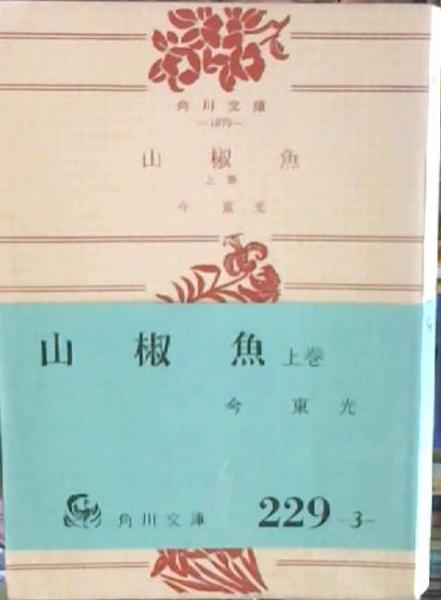 角川文庫
—1879—
山椒魚
上巻
今東光
山椒魚 上巻
今東光
角川文庫 229 -3-